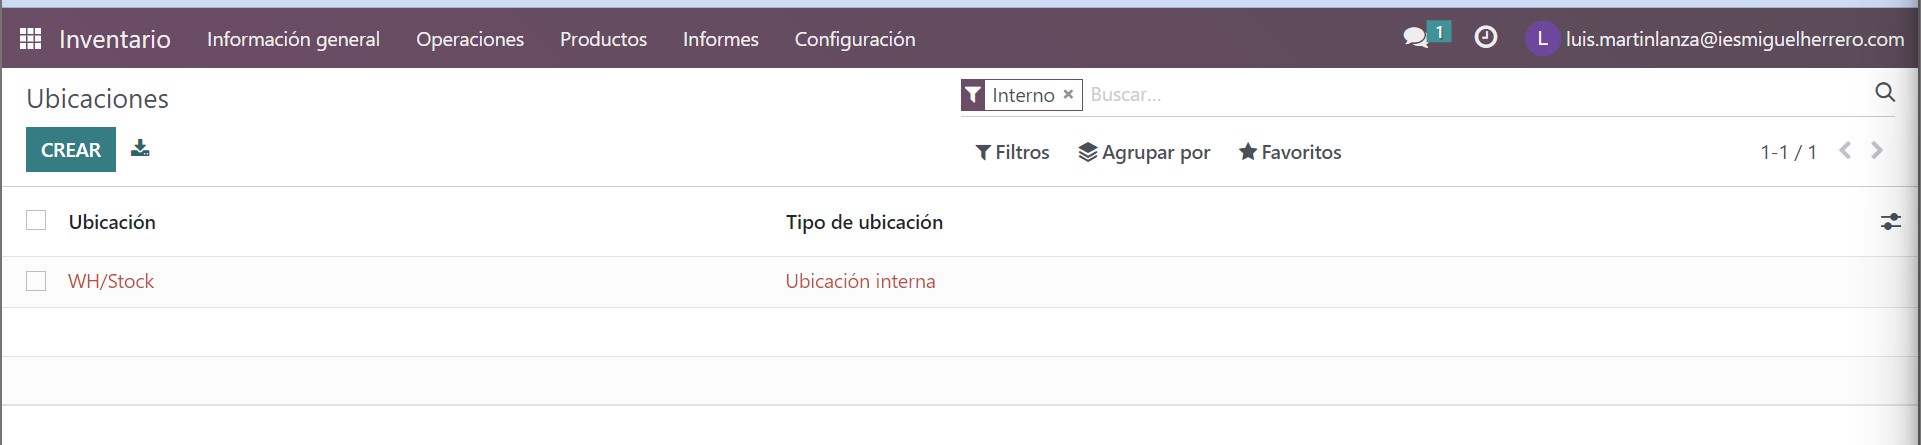 Inventario Información general Operaciones Productos Informes Configuración 1 L luis.martinlanza@iesmiguelherrero.com
Ubicaciones Interno × Buscar...
CREAR Filtros Agrupar por Favoritos 1-1 / 1
Ubicación Tipo de ubicación
WH/Stock Ubicación interna